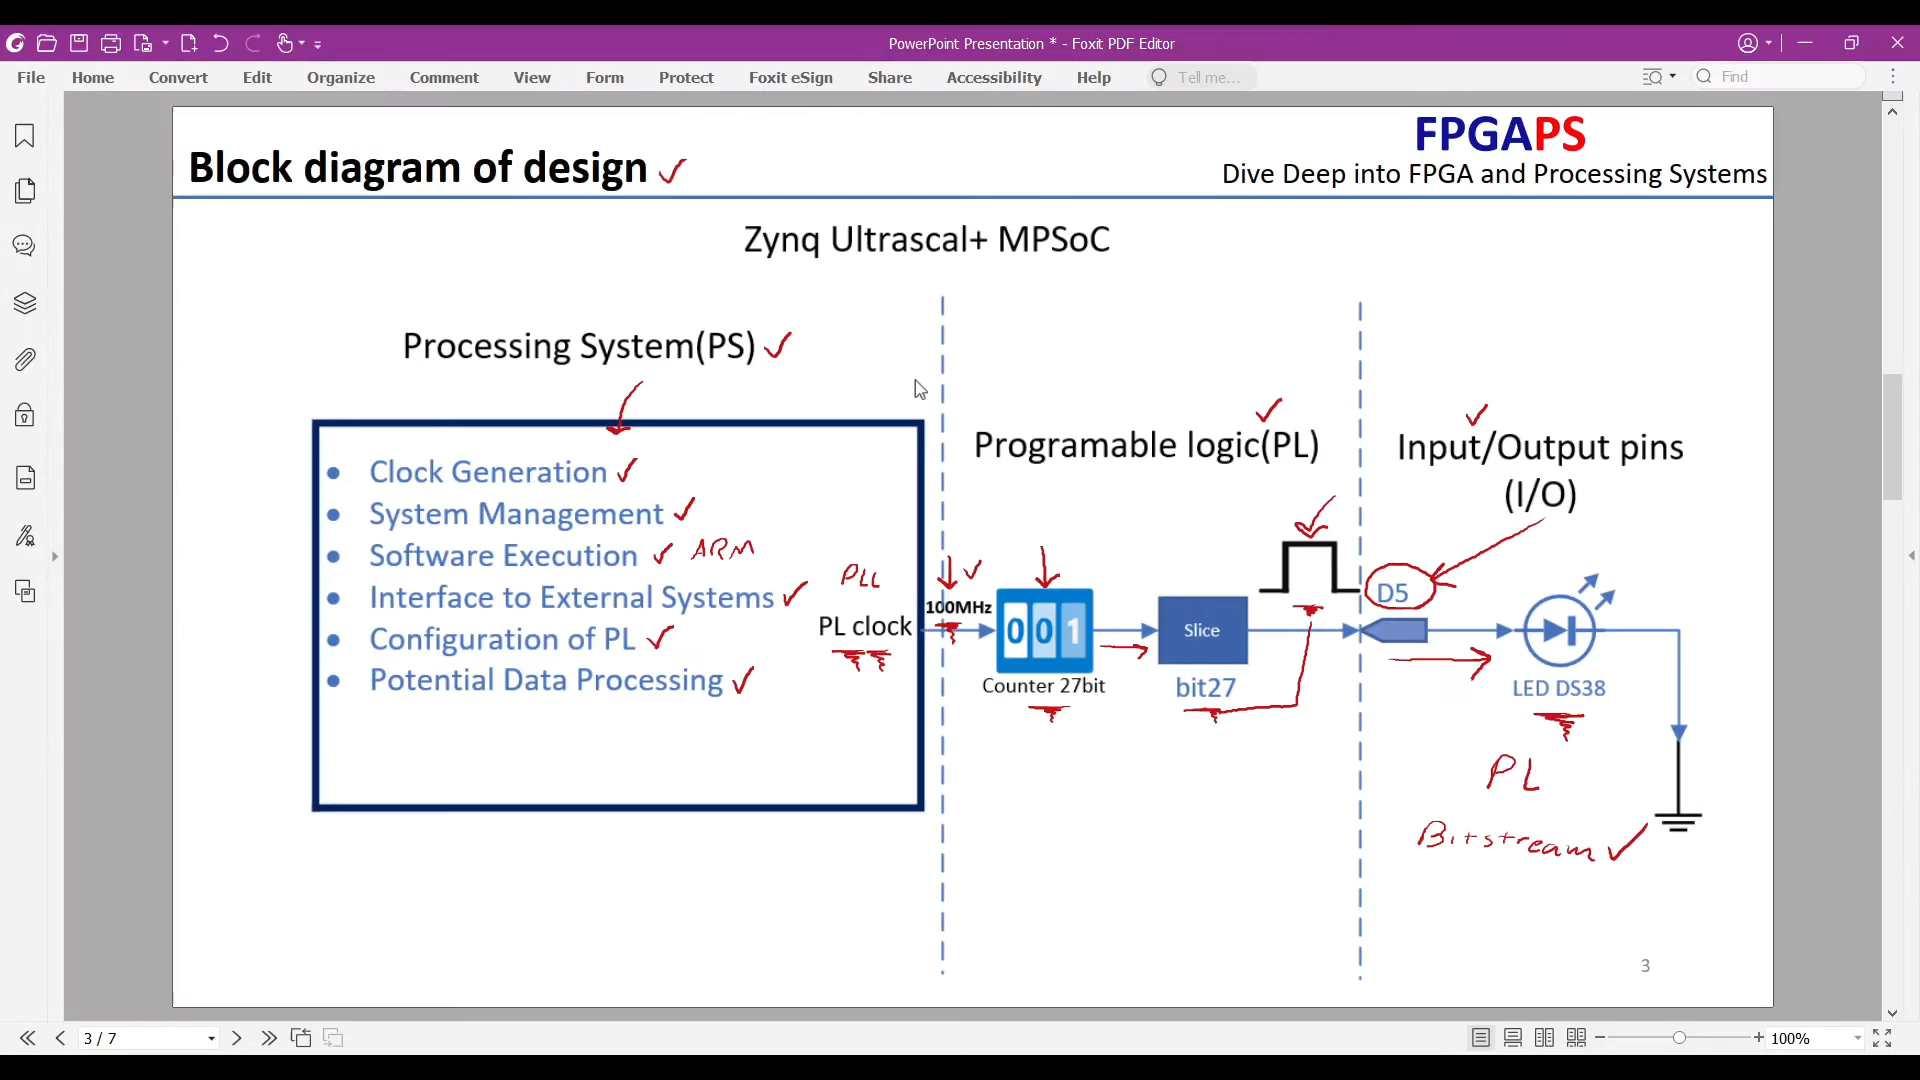 PowerPoint Presentation * - Foxit PDF Editor
File Home Convert Edit Organize Comment View Form Protect Foxit eSign Share Accessibility Help Tell me... Find
FPGAPS
Block diagram of design
Dive Deep into FPGA and Processing Systems
Zynq Ultrascal+ MPSoC
Processing System(PS)
Clock Generation
System Management
Software Execution ARM
Interface to External Systems
Configuration of PL
Potential Data Processing
PLL
PL clock
100MHz
Programable logic(PL)
001
Counter 27bit
Slice
bit27
Input/Output pins
(I/O)
D5
LED DS38
PL
Bitstream
3
3 / 7
100%